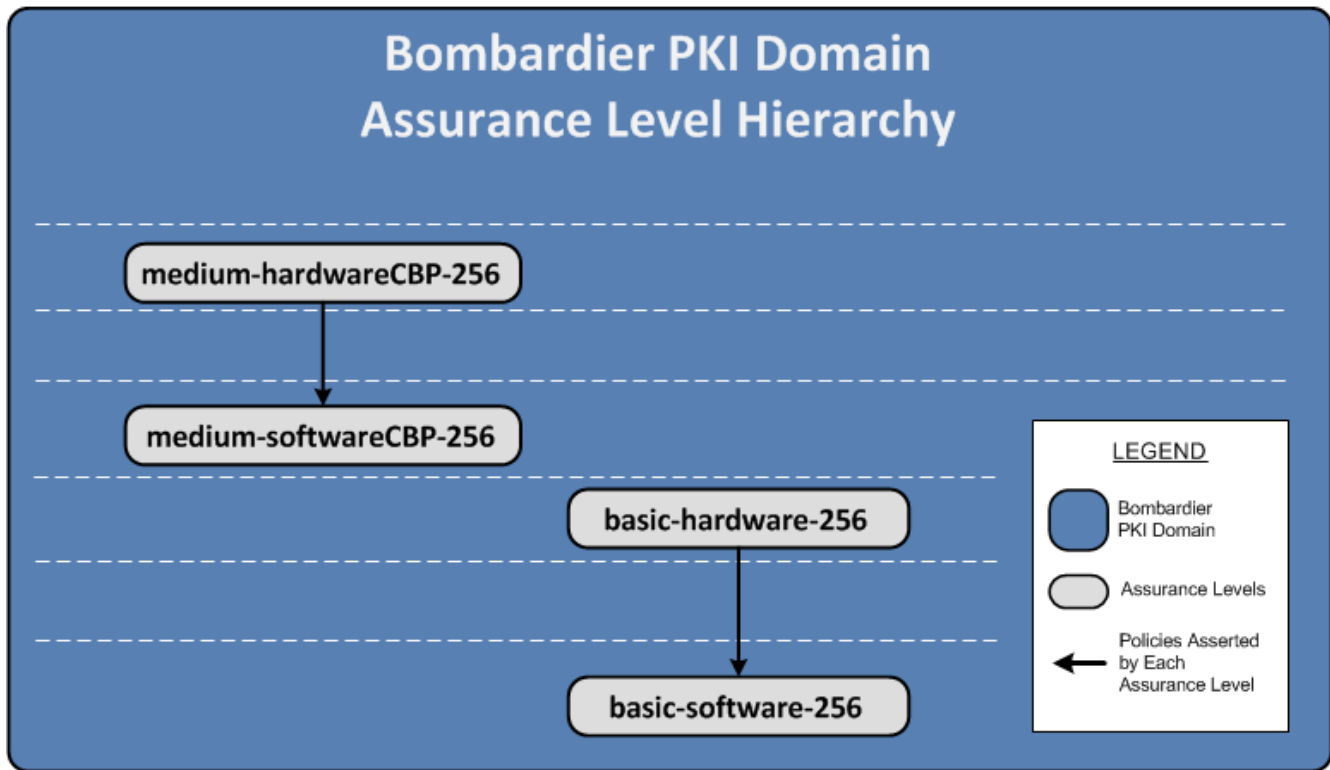 Bombardier PKI Domain
Assurance Level Hierarchy
medium-hardwareCBP-256
medium-softwareCBP-256
basic-hardware-256
basic-software-256
LEGEND
Bombardier
PKI Domain
Assurance Levels
Policies Asserted
by Each
Assurance Level